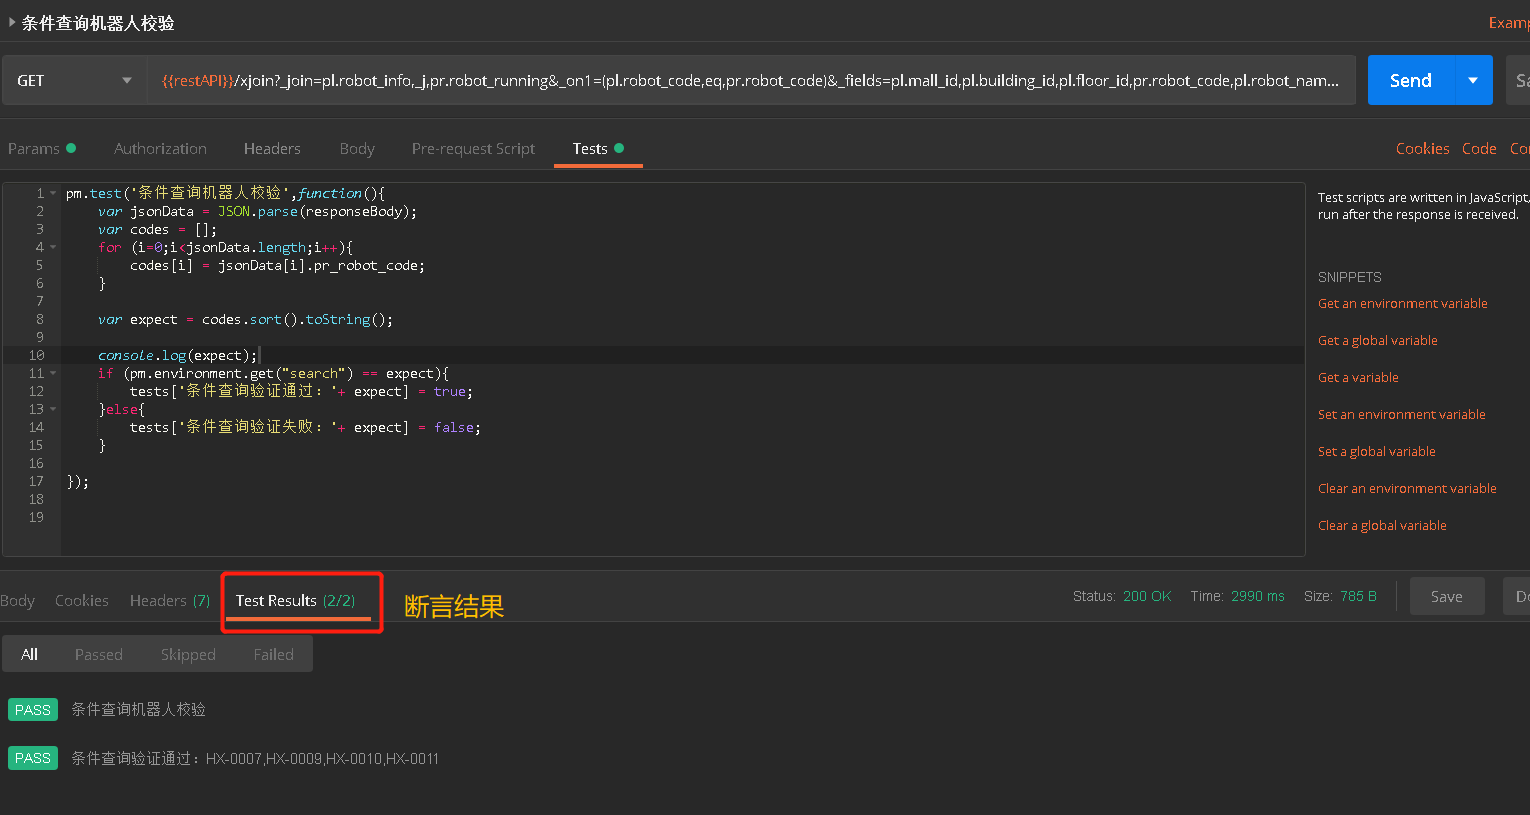 条件查询机器人校验
Examp
GET {{restAPI}}/xjoin?_join=pl.robot_info,_j,pr.robot_running&_on1=(pl.robot_code,eq,pr.robot_code)&_fields=pl.mall_id,pl.building_id,pl.floor_id,pr.robot_code,pl.robot_nam... Send Sa
Params Authorization Headers Body Pre-request Script Tests Cookies Code Co
1 pm.test('条件查询机器人校验',function(){
2 var jsonData = JSON.parse(responseBody);
3 var codes = [];
4 for (i=0;i<jsonData.length;i++){
5 codes[i] = jsonData[i].pr_robot_code;
6 }
7
8 var expect = codes.sort().toString();
9
10 console.log(expect);
11 if (pm.environment.get("search") == expect){
12 tests['条件查询验证通过：'+ expect] = true;
13 }else{
14 tests['条件查询验证失败：'+ expect] = false;
15 }
16
17 });
18
19
Test scripts are written in JavaScript,
run after the response is received.
SNIPPETS
Get an environment variable
Get a global variable
Get a variable
Set an environment variable
Set a global variable
Clear an environment variable
Clear a global variable
Body Cookies Headers (7) Test Results (2/2) 断言结果 Status: 200 OK Time: 2990 ms Size: 785 B Save Do
All Passed Skipped Failed
PASS 条件查询机器人校验
PASS 条件查询验证通过：HX-0007,HX-0009,HX-0010,HX-0011